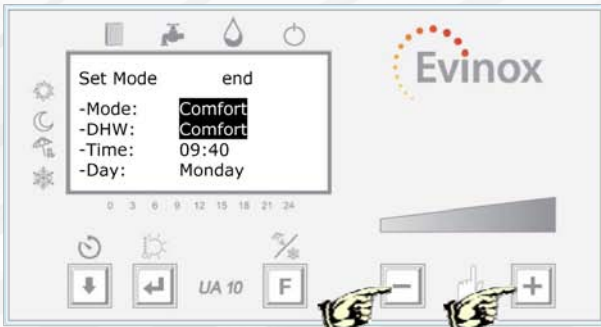 Evinox
Set Mode end
-Mode: Comfort
-DHW: Comfort
-Time: 09:40
-Day: Monday
0 3 6 9 12 15 18 21 24
UA 10 F - +